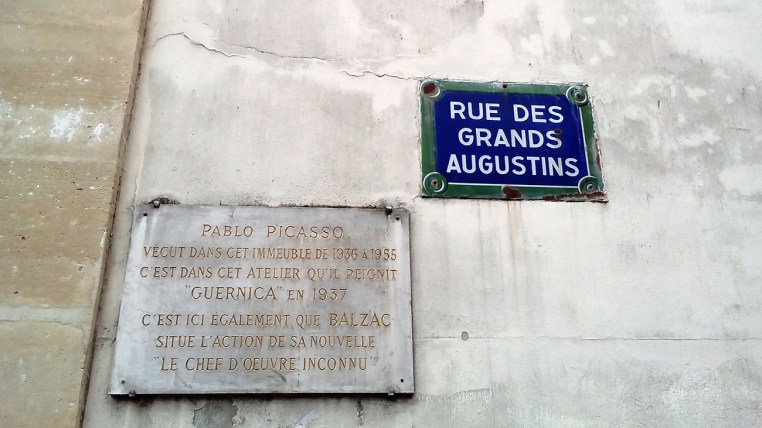 RUE DES
GRANDS
AUGUSTINS
PABLO PICASSO
VÉCUT DANS CET IMMEUBLE DE 1936 A 1955
C'EST DANS CET ATELIER QU'IL PEIGNIT
"GUERNICA" EN 1937
C'EST ICI ÉGALEMENT QUE BALZAC
SITUE L'ACTION DE SA NOUVELLE
"LE CHEF D'OEUVRE INCONNU"